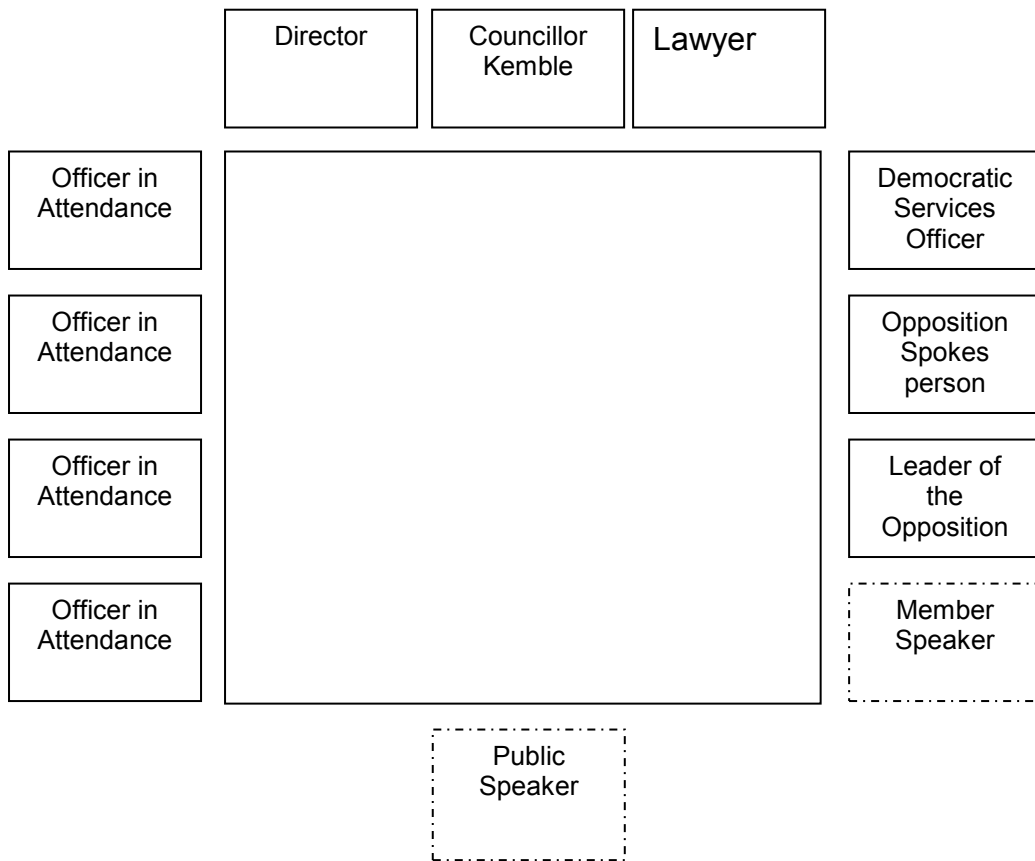 Director
Councillor
Kemble
Lawyer
Officer in
Attendance
Democratic
Services
Officer
Officer in
Attendance
Opposition
Spokes
person
Officer in
Attendance
Leader of
the
Opposition
Officer in
Attendance
Member
Speaker
Public
Speaker